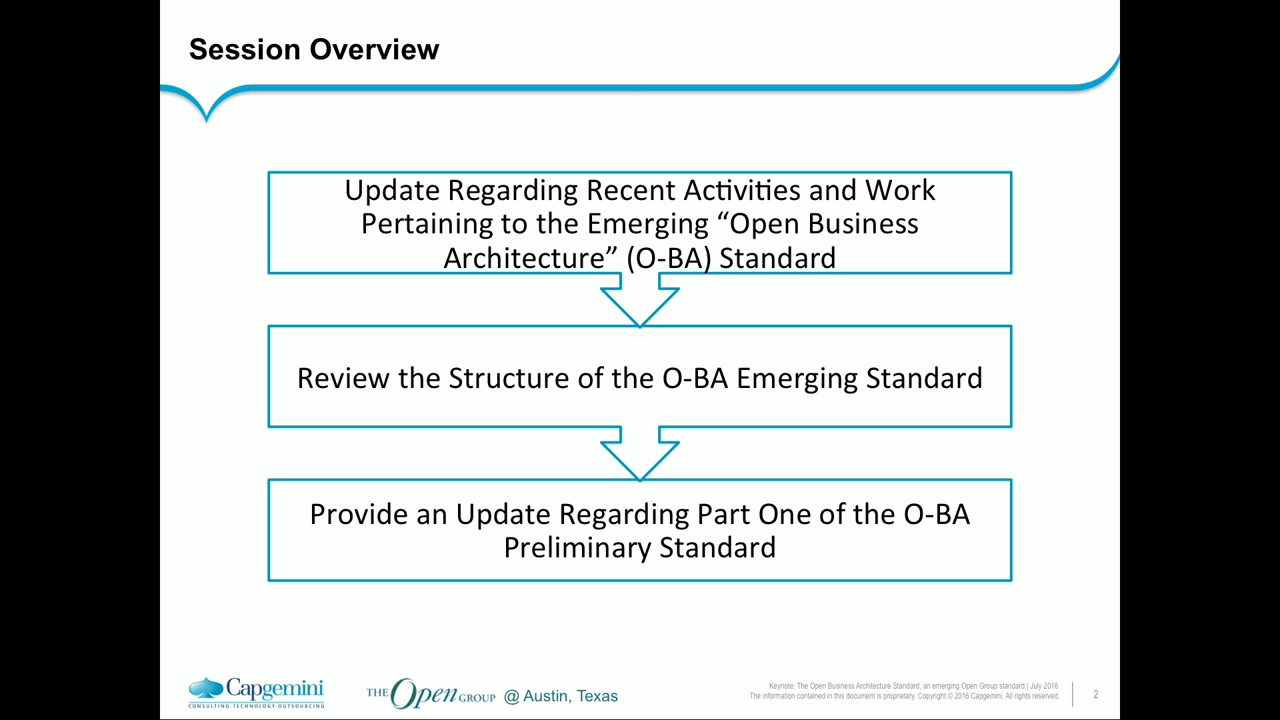 Session Overview
Update Regarding Recent Activities and Work
Pertaining to the Emerging “Open Business
Architecture” (O-BA) Standard
Review the Structure of the O-BA Emerging Standard
Provide an Update Regarding Part One of the O-BA
Preliminary Standard
Capgemini
CONSULTING.TECHNOLOGY.OUTSOURCING
THE Open GROUP @ Austin, Texas
Keynote: The Open Business Architecture Standard, an emerging Open Group standard | July 2016
The information contained in this document is proprietary. Copyright © 2016 Capgemini. All rights reserved.
2